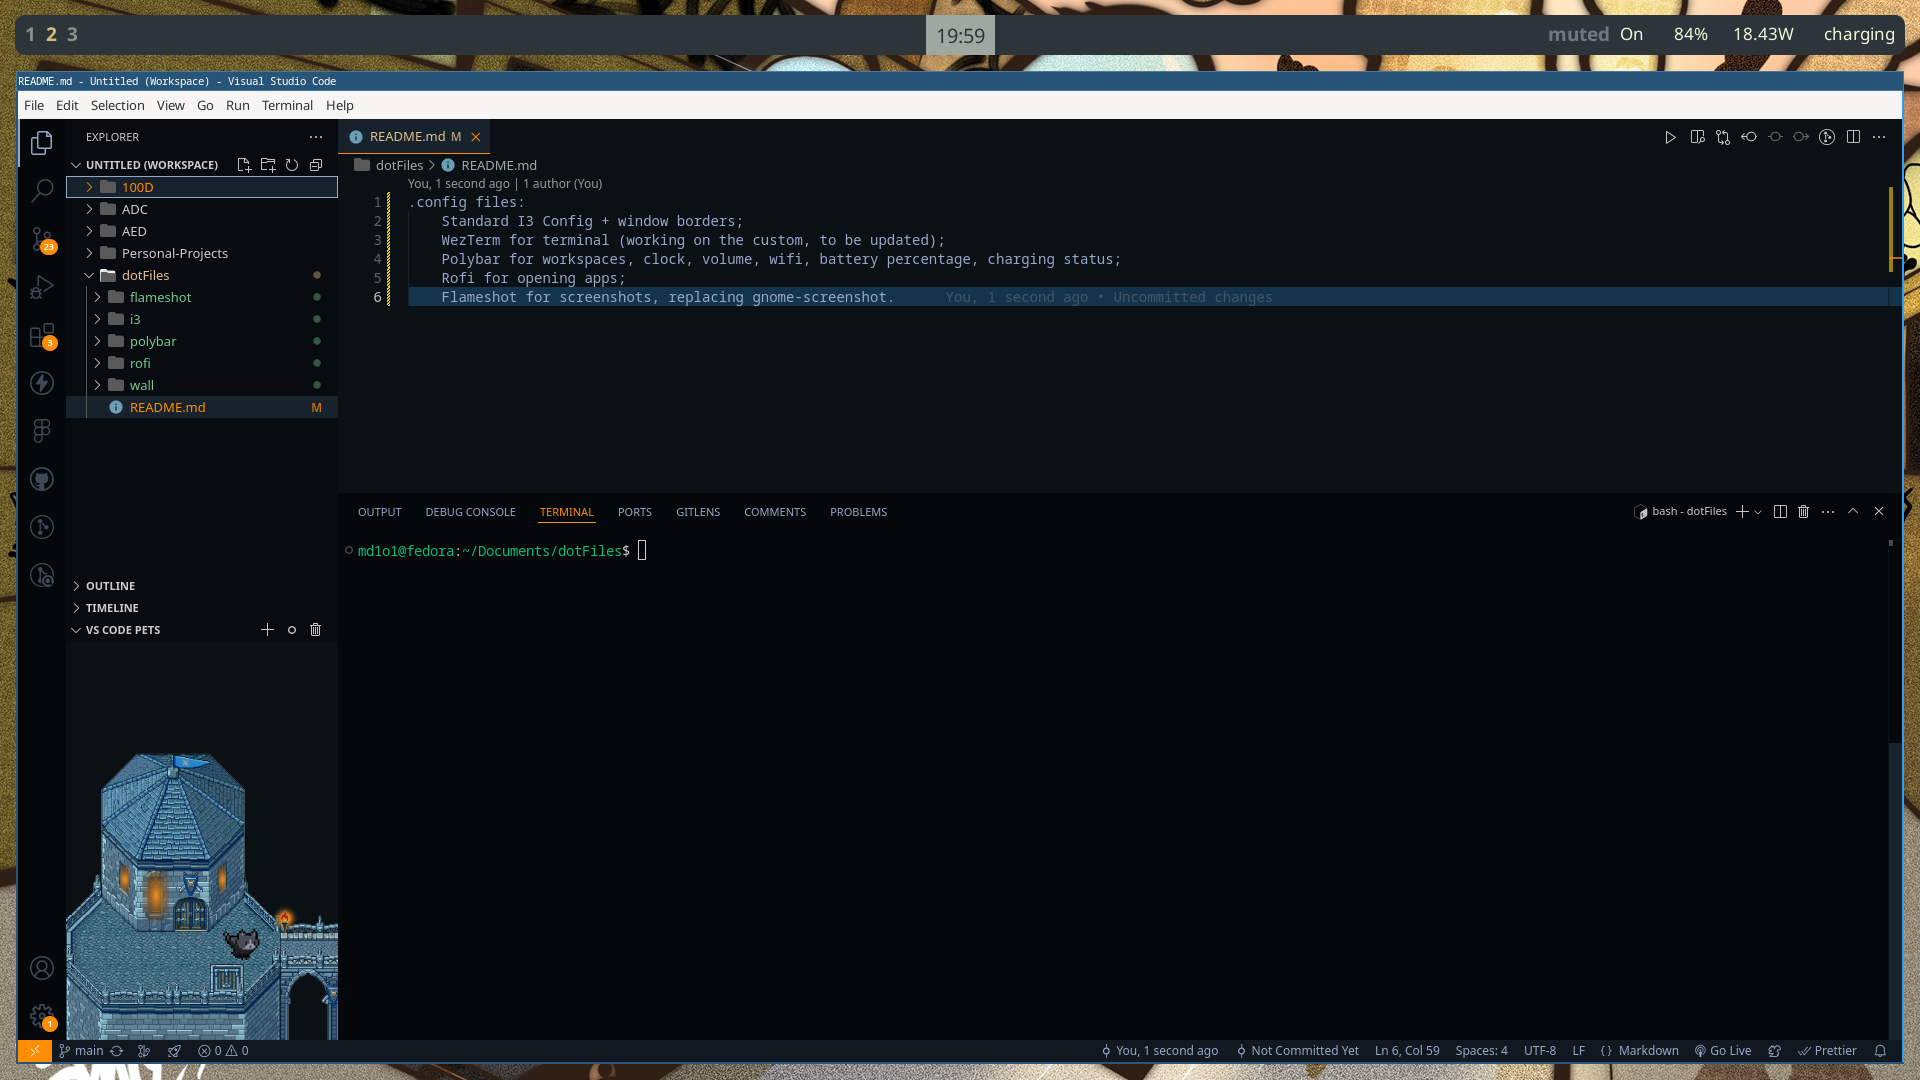 1 2 3
19:59
muted On 84% 18.43W charging
README.md - Untitled (Workspace) - Visual Studio Code
File Edit Selection View Go Run Terminal Help
EXPLORER
UNTITLED (WORKSPACE)
100D
ADC
AED
Personal-Projects
dotFiles
flameshot
i3
polybar
rofi
wall
README.md M
OUTLINE
TIMELINE
VS CODE PETS
23
3
1
README.md M
dotFiles > README.md
You, 1 second ago | 1 author (You)
1 .config files:
2 Standard I3 Config + window borders;
3 WezTerm for terminal (working on the custom, to be updated);
4 Polybar for workspaces, clock, volume, wifi, battery percentage, charging status;
5 Rofi for opening apps;
6 Flameshot for screenshots, replacing gnome-screenshot. You, 1 second ago • Uncommitted changes
OUTPUT DEBUG CONSOLE TERMINAL PORTS GITLENS COMMENTS PROBLEMS
bash - dotFiles
md1o1@fedora:~/Documents/dotFiles$
main 0 0
You, 1 second ago Not Committed Yet Ln 6, Col 59 Spaces: 4 UTF-8 LF {} Markdown Go Live Prettier